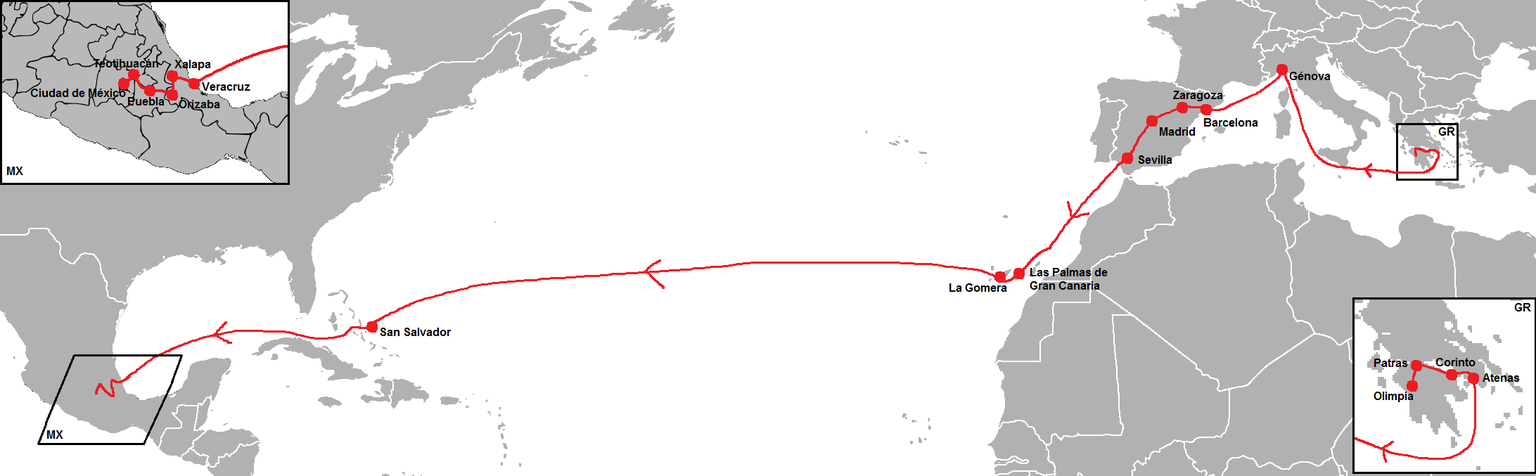 Teotihuacán
Xalapa
Ciudad de México
Veracruz
Puebla
Orizaba
MX
Génova
Zaragoza
Barcelona
Madrid
Sevilla
GR
Las Palmas de
Gran Canaria
La Gomera
San Salvador
MX
GR
Patras
Corinto
Atenas
Olimpia